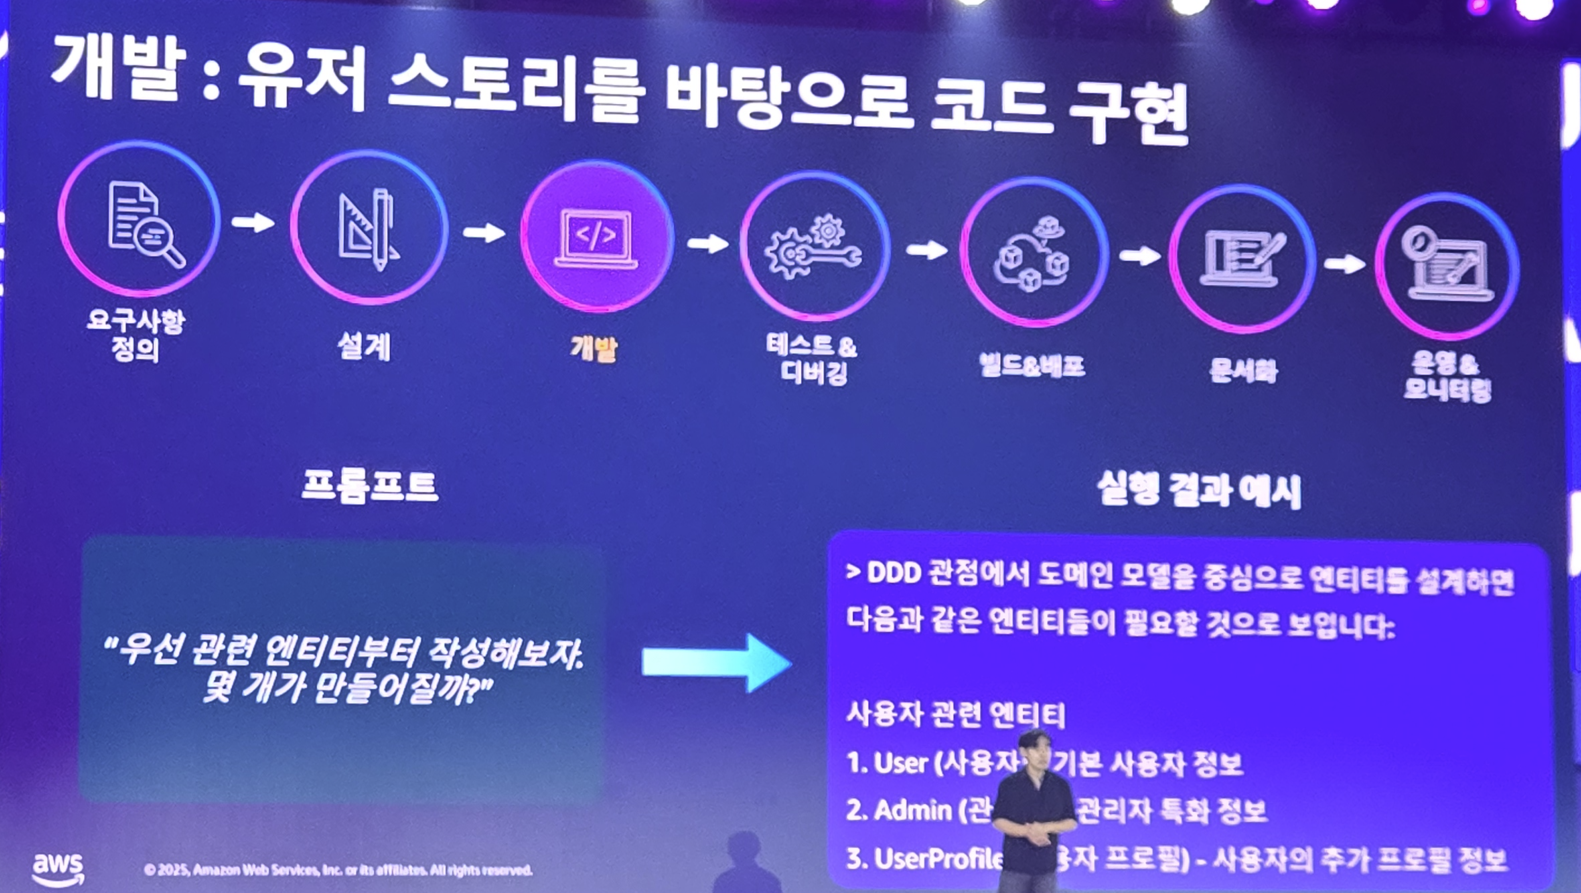 개발 : 유저 스토리를 바탕으로 코드 구현
요구사항
정의
설계
개발
테스트 &
디버깅
빌드&배포
문서화
운영 &
모니터링
프롬프트
"우선 관련 엔티티부터 작성해보자.
몇 개가 만들어질까?"
실행 결과 예시
> DDD 관점에서 도메인 모델을 중심으로 엔티티를 설계하면
다음과 같은 엔티티들이 필요할 것으로 보입니다:
사용자 관련 엔티티
1. User (사용자 기본 사용자 정보
2. Admin (관 관리자 특화 정보
3. UserProfile 용자 프로필) - 사용자의 추가 프로필 정보
aws
© 2025, Amazon Web Services, Inc. or its affiliates. All rights reserved.